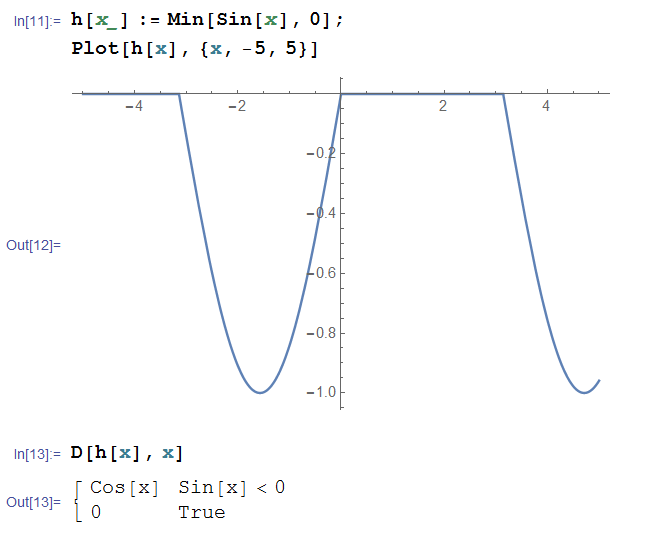 In[11]:= h[x_] := Min[Sin[x], 0];
Plot[h[x], {x, -5, 5}]
-4 -2 2 4
-0.2
-0.4
Out[12]=
-0.6
-0.8
-1.0
In[13]:= D[h[x], x]
Out[13]= { Cos[x] Sin[x] < 0
0 True